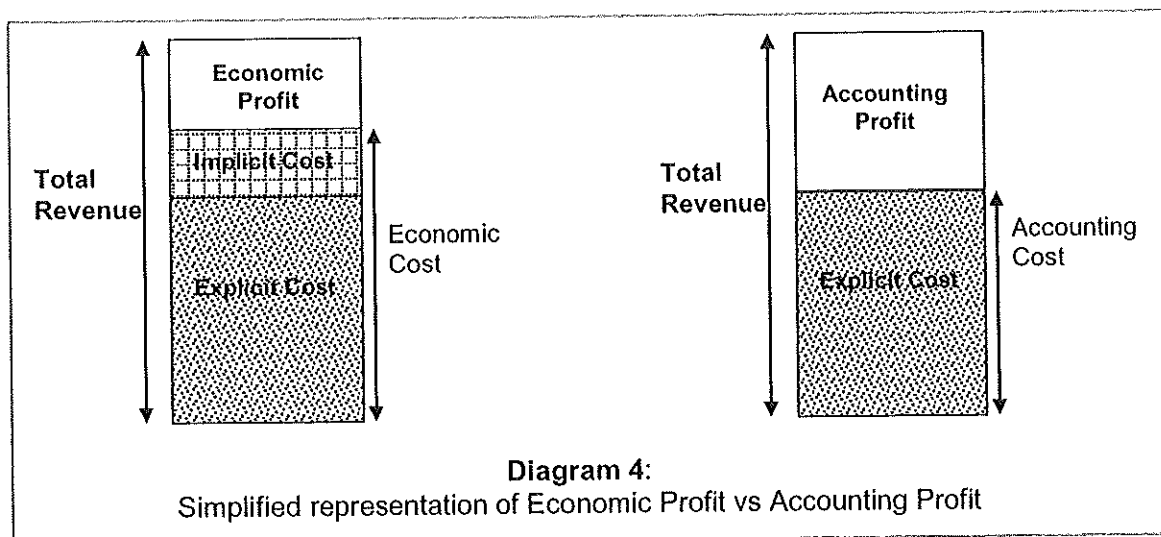 Economic
Profit
Implicit Cost
Total
Revenue
Economic
Cost
Explicit Cost
Accounting
Profit
Total
Revenue
Accounting
Cost
Explicit Cost
Diagram 4:
Simplified representation of Economic Profit vs Accounting Profit